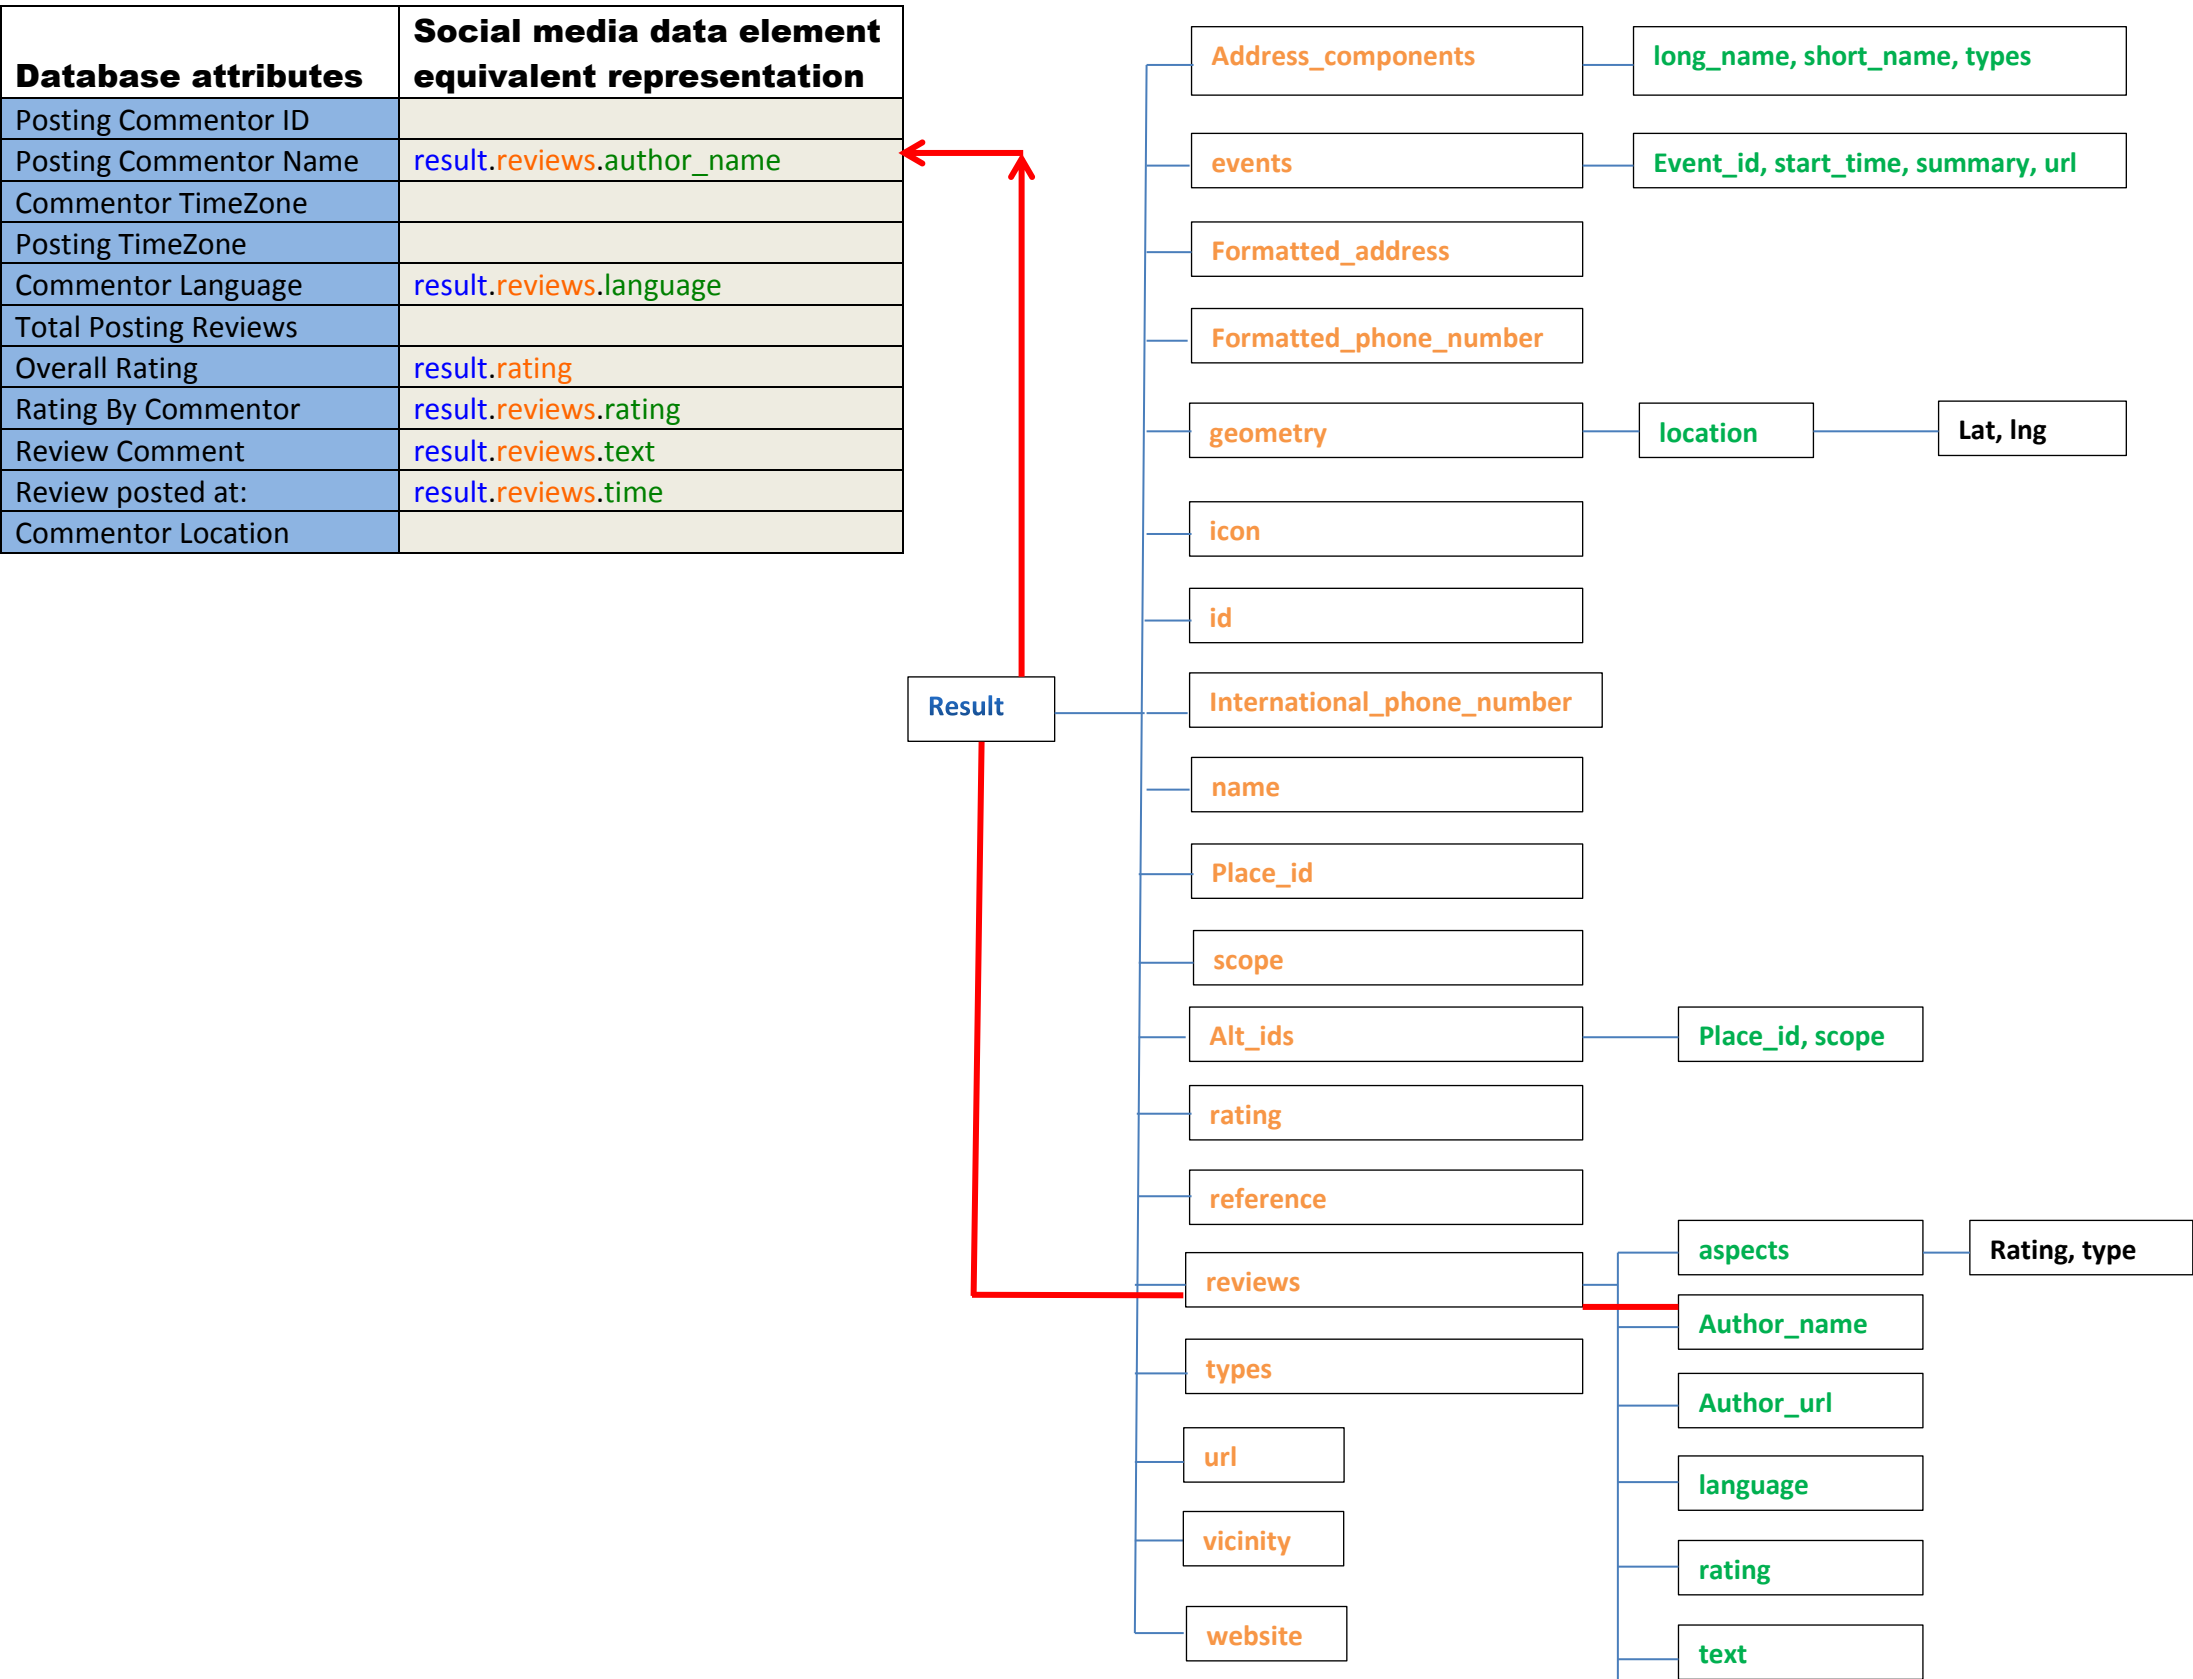 Database attributes
Social media data element
equivalent representation
Posting Commentor ID
Posting Commentor Name
result.reviews.author_name
Commentor TimeZone
Posting TimeZone
Commentor Language
result.reviews.language
Total Posting Reviews
Overall Rating
result.rating
Rating By Commentor
result.reviews.rating
Review Comment
result.reviews.text
Review posted at:
result.reviews.time
Commentor Location
Result
Address_components
long_name, short_name, types
events
Event_id, start_time, summary, url
Formatted_address
Formatted_phone_number
geometry
location
Lat, lng
icon
id
International_phone_number
name
Place_id
scope
Alt_ids
Place_id, scope
rating
reference
reviews
aspects
Rating, type
Author_name
Author_url
language
rating
text
types
url
vicinity
website